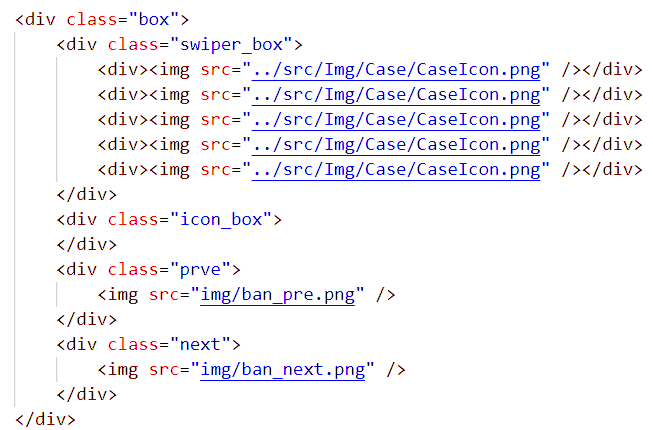 <div class="box">
    <div class="swiper_box">
        <div><img src="../src/Img/Case/CaseIcon.png" /></div>
        <div><img src="../src/Img/Case/CaseIcon.png" /></div>
        <div><img src="../src/Img/Case/CaseIcon.png" /></div>
        <div><img src="../src/Img/Case/CaseIcon.png" /></div>
        <div><img src="../src/Img/Case/CaseIcon.png" /></div>
    </div>
    <div class="icon_box">
    </div>
    <div class="prve">
        <img src="img/ban_pre.png" />
    </div>
    <div class="next">
        <img src="img/ban_next.png" />
    </div>
</div>